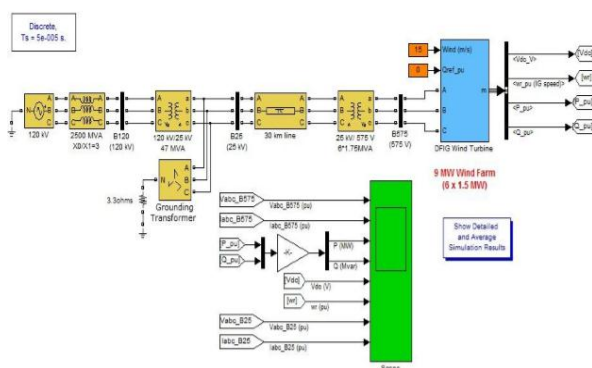 Discrete,
Ts = 5e-005 s.
N
A
B
C
120 kV
2500 MVA
X0/X1=3
B120
(120 kV)
120 kV/25 kV
47 MVA
B25
(25 kV)
30 km line
25 kV/ 575 V
6*1.75MVA
B575
(575 V)
15
Wind (m/s)
0
Qref_pu
m
A
B
C
DFIG Wind Turbine
9 MW Wind Farm
(6 x 1.5 MW)
<Vdc_V>
<wr_pu (IG speed)>
<P_pu>
<Q_pu>
[Vdc]
[wr]
[P_pu]
[Q_pu]
3.3ohms
N
A
B
C
Grounding
Transformer
Show Detailed
and Average
Simulation Results
Vabc_B575
Vabc_B575 (pu)
Iabc_B575
Iabc_B575 (pu)
[P_pu]
[Q_pu]
-K-
P (MW)
Q (Mvar)
[Vdc]
Vdc (V)
[wr]
wr (pu)
Vabc_B25
Vabc_B25 (pu)
Iabc_B25
Iabc_B25 (pu)